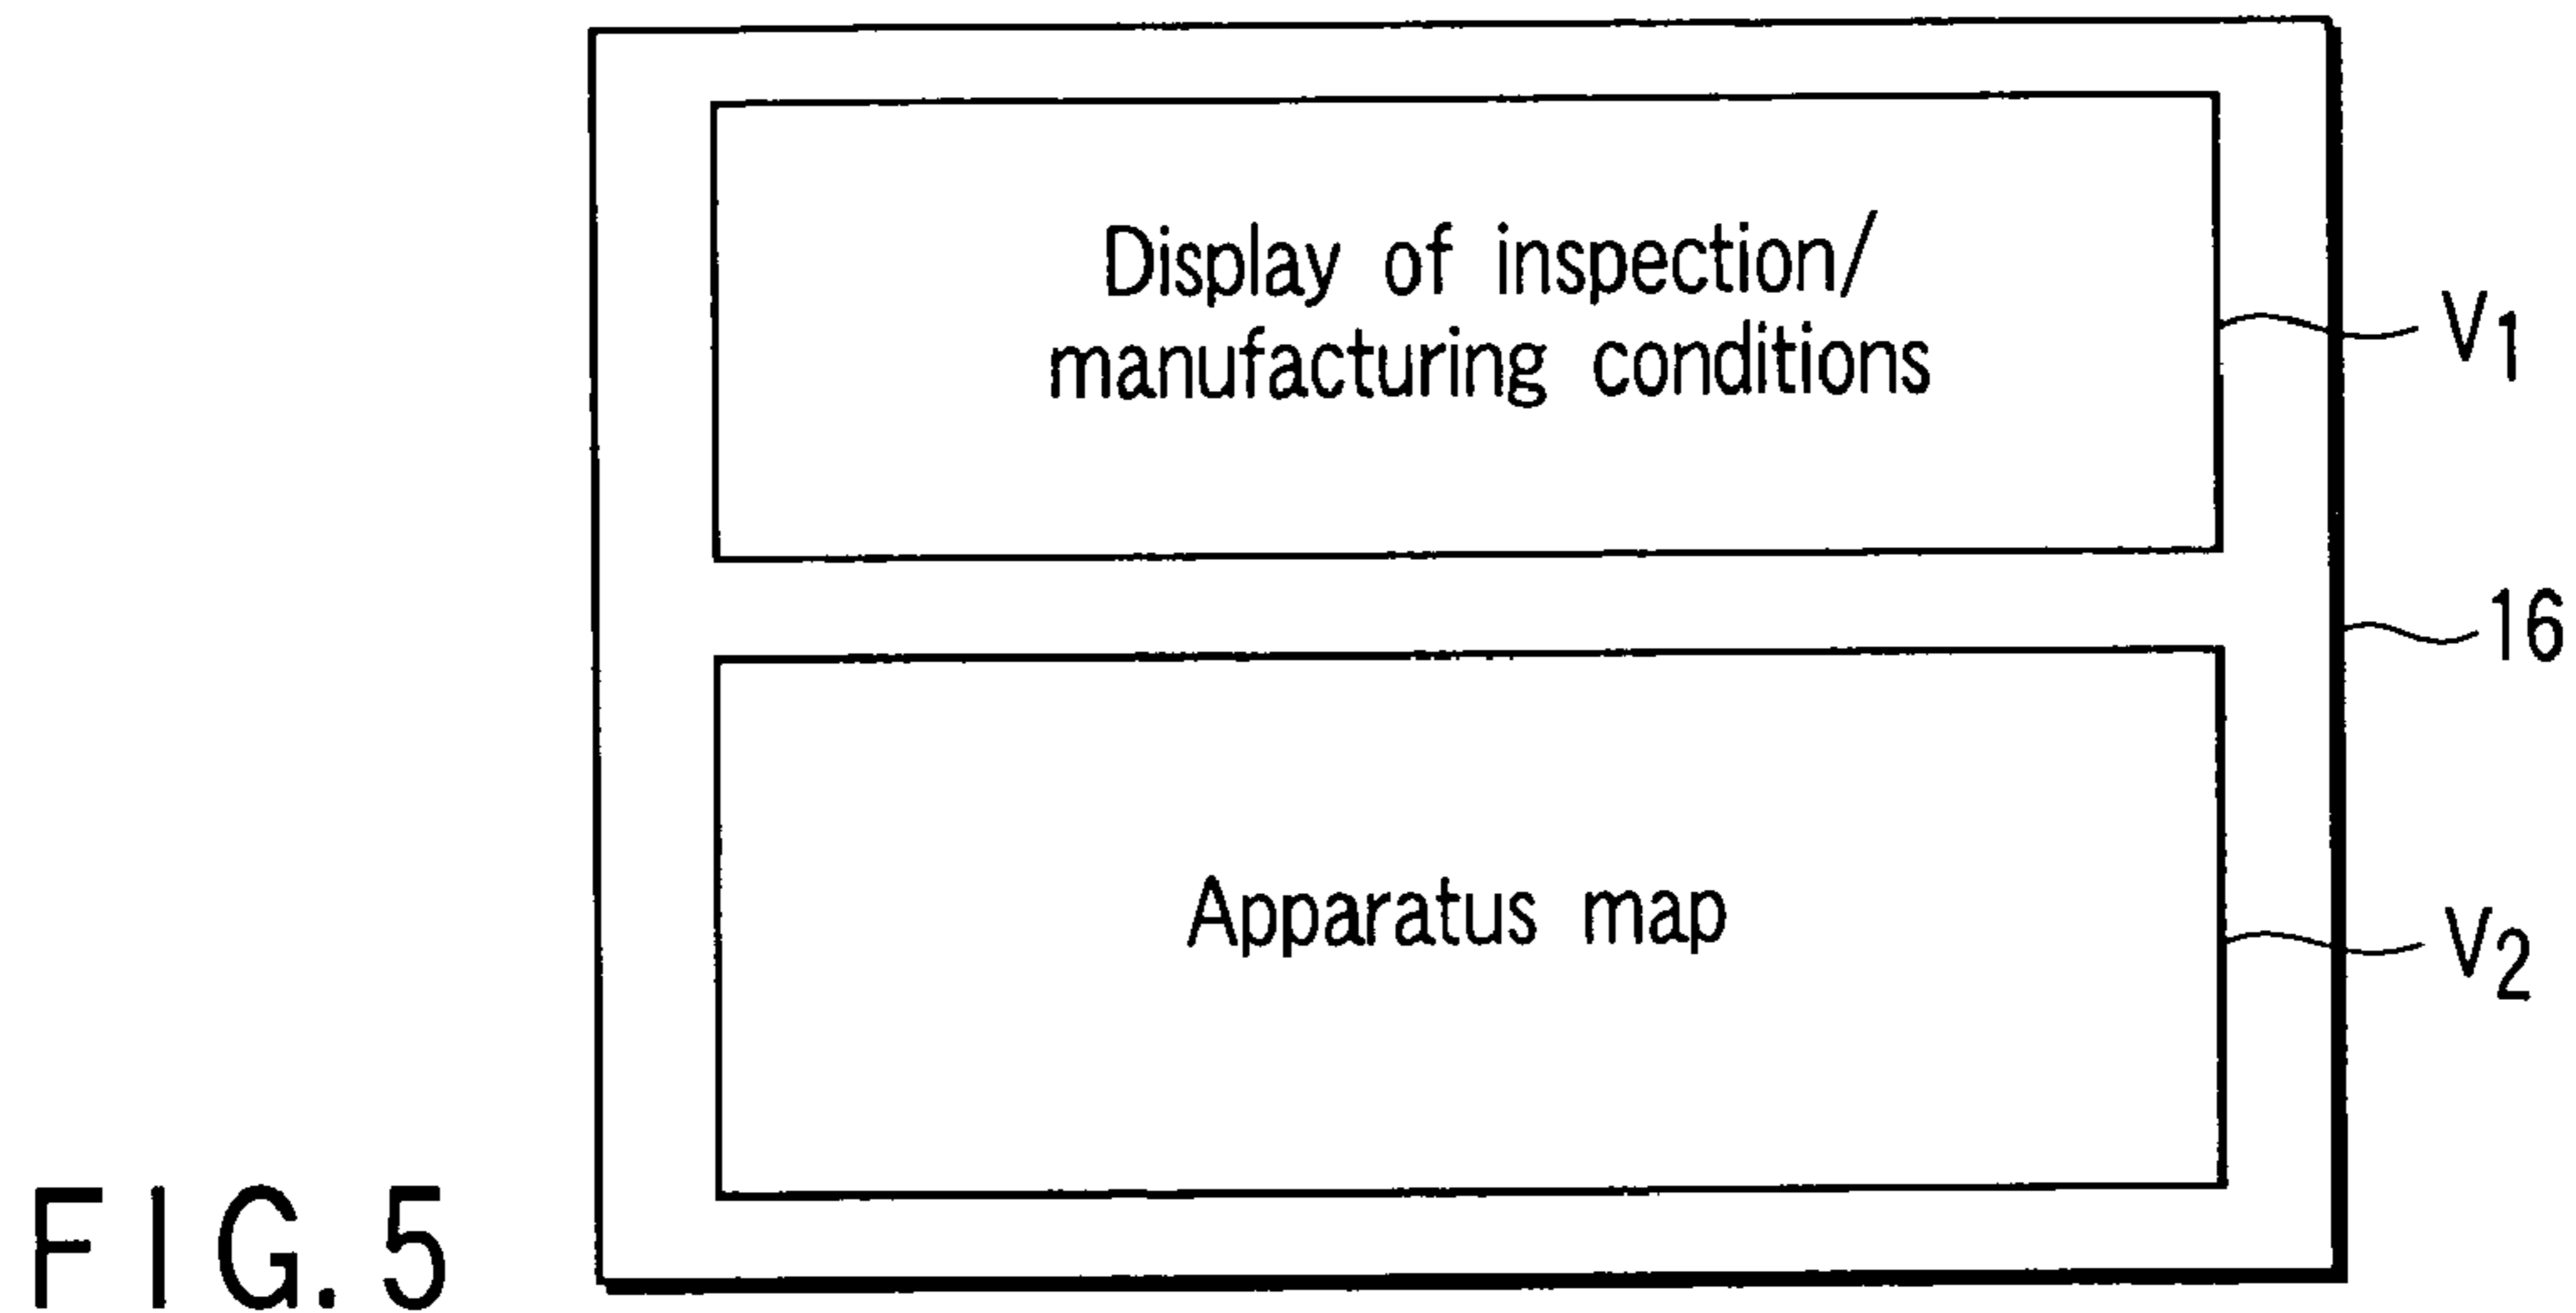 Display of inspection/
manufacturing conditions
V1
16
Apparatus map
V2
FIG. 5